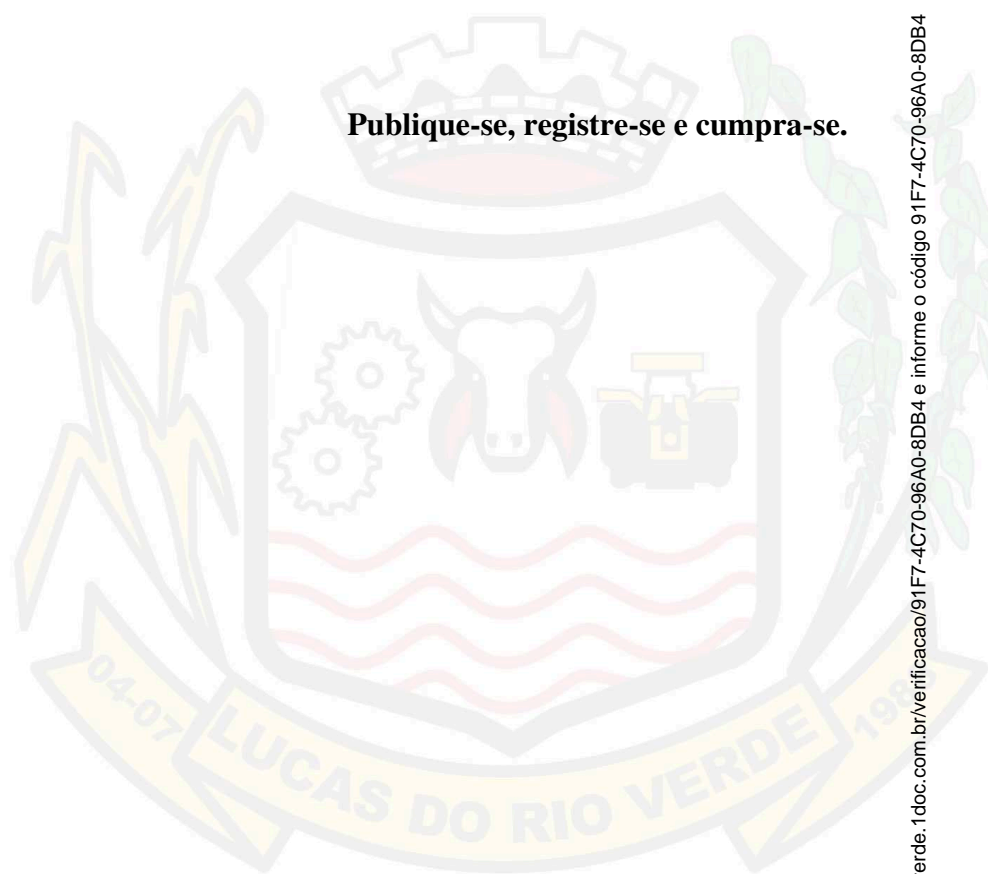 Publique-se, registre-se e cumpra-se.
04-07
LUCAS DO RIO VERDE
erde.1doc.com.br/verificacao/91F7-4C70-96A0-8DB4 e informe o código 91F7-4C70-96A0-8DB4